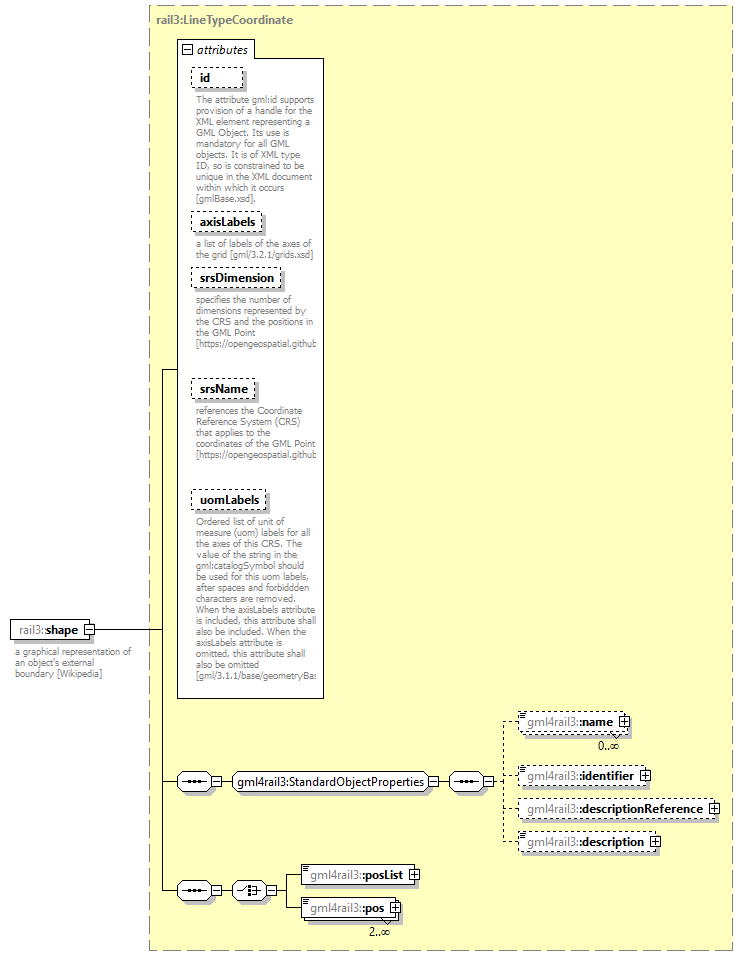 rail3:LineTypeCoordinate
attributes
id
The attribute gml:id supports
provision of a handle for the
XML element representing a
GML Object. Its use is
mandatory for all GML
objects. It is of XML type
ID, so is constrained to be
unique in the XML document
within which it occurs
[gmlBase.xsd].
axisLabels
a list of labels of the axes of
the grid [gml/3.2.1/grids.xsd]
srsDimension
specifies the number of
dimensions represented by
the CRS and the positions in
the GML Point
[https://opengeospatial.github
srsName
references the Coordinate
Reference System (CRS)
that applies to the
coordinates of the GML Point
[https://opengeospatial.github
uomLabels
Ordered list of unit of
measure (uom) labels for all
the axes of this CRS. The
value of the string in the
gml:catalogSymbol should
be used for this uom labels,
after spaces and forbiddden
characters are removed.
When the axisLabels attribute
is included, this attribute shall
also be included. When the
axisLabels attribute is
omitted, this attribute shall
also be omitted
[gml/3.1.1/base/geometryBas
rail3::shape
a graphical representation of
an object's external
boundary [Wikipedia]
gml4rail3::name
0..∞
gml4rail3:StandardObjectProperties
gml4rail3::identifier
gml4rail3::descriptionReference
gml4rail3::description
gml4rail3::posList
gml4rail3::pos
2..∞